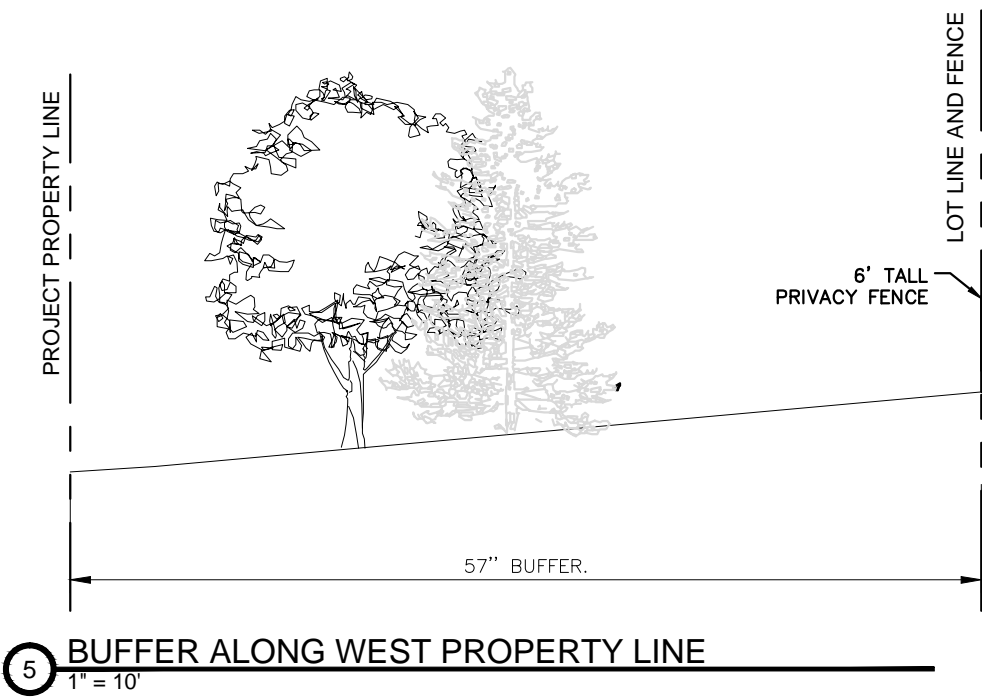 PROJECT PROPERTY LINE
LOT LINE AND FENCE
6' TALL
PRIVACY FENCE
57'' BUFFER.
5
BUFFER ALONG WEST PROPERTY LINE
1" = 10'